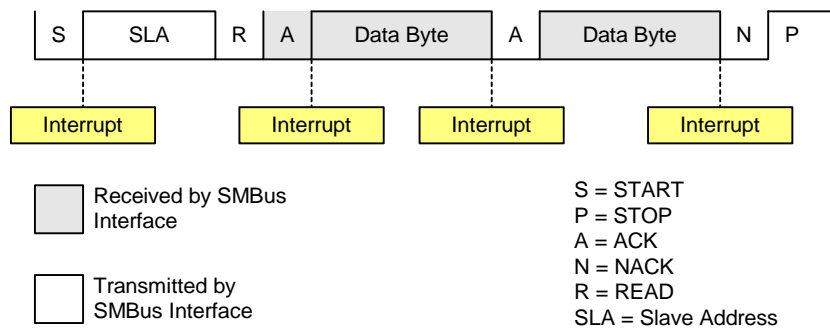 S SLA R A Data Byte A Data Byte N P
Interrupt Interrupt Interrupt Interrupt
Received by SMBus
Interface
Transmitted by
SMBus Interface
S = START
P = STOP
A = ACK
N = NACK
R = READ
SLA = Slave Address